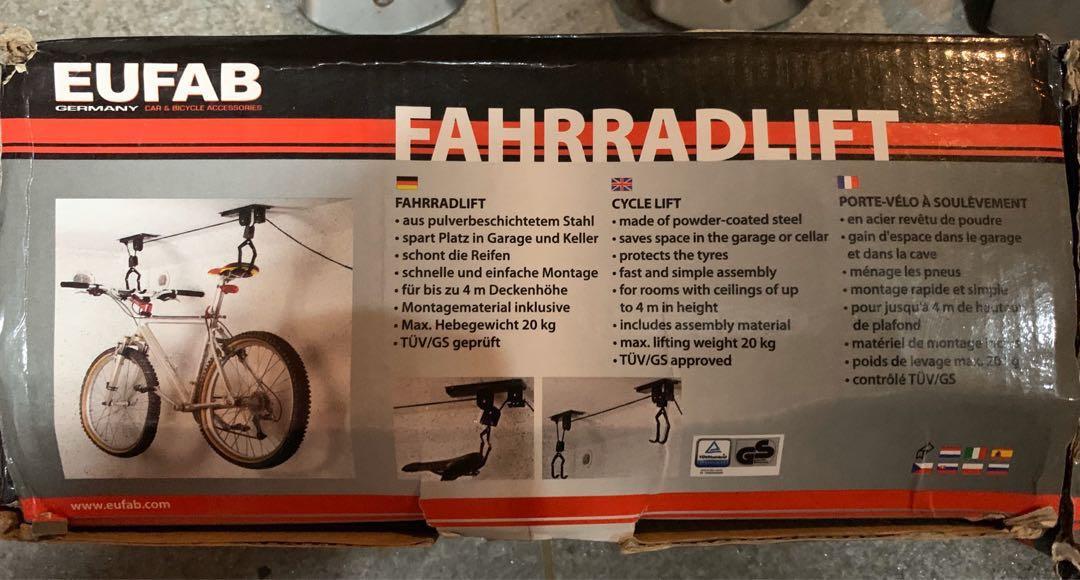 EUFAB
GERMANY CAR & BICYCLE ACCESSORIES
FAHRRADLIFT
FAHRRADLIFT
• aus pulverbeschichtetem Stahl
• spart Platz in Garage und Keller
• schont die Reifen
• schnelle und einfache Montage
• für bis zu 4 m Deckenhöhe
• Montagematerial inklusive
• Max. Hebegewicht 20 kg
• TÜV/GS geprüft
CYCLE LIFT
• made of powder-coated steel
• saves space in the garage or cellar
• protects the tyres
• fast and simple assembly
• for rooms with ceilings of up
to 4 m in height
• includes assembly material
• max. lifting weight 20 kg
• TÜV/GS approved
PORTE-VÉLO À SOULÈVEMENT
• en acier revêtu de poudre
• gain d'espace dans le garage
et dans la cave
• ménage les pneus
• montage rapide et simple
• pour jusqu'à 4 m de hauteur
de plafond
• matériel de montage
• poids de levage max. 20 kg
• contrôlé TÜV/GS
GS
www.eufab.com